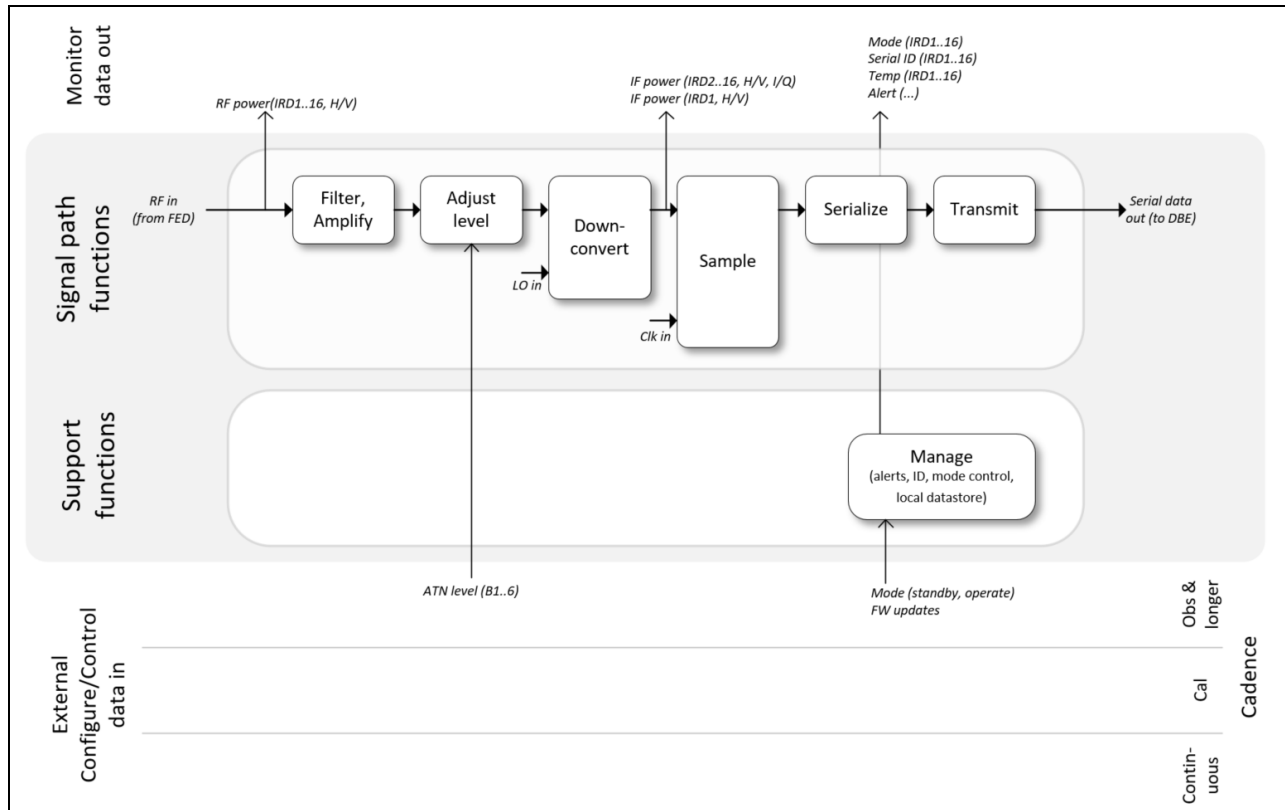 Monitor
data out
Mode (IRD1..16)
Serial ID (IRD1..16)
Temp (IRD1..16)
Alert (...)
IF power (IRD2..16, H/V, I/Q)
IF power (IRD1, H/V)
RF power(IRD1..16, H/V)
Signal path
functions
RF in
(from FED)
Filter,
Amplify
Adjust
level
Down-
convert
LO in
Sample
Clk in
Serialize
Transmit
Serial data
out (to DBE)
Support
functions
Manage
(alerts, ID, mode control,
local datastore)
External
Configure/Control
data in
ATN level (B1..6)
Mode (standby, operate)
FW updates
Obs &
longer
Cal
Contin-
uous
Cadence